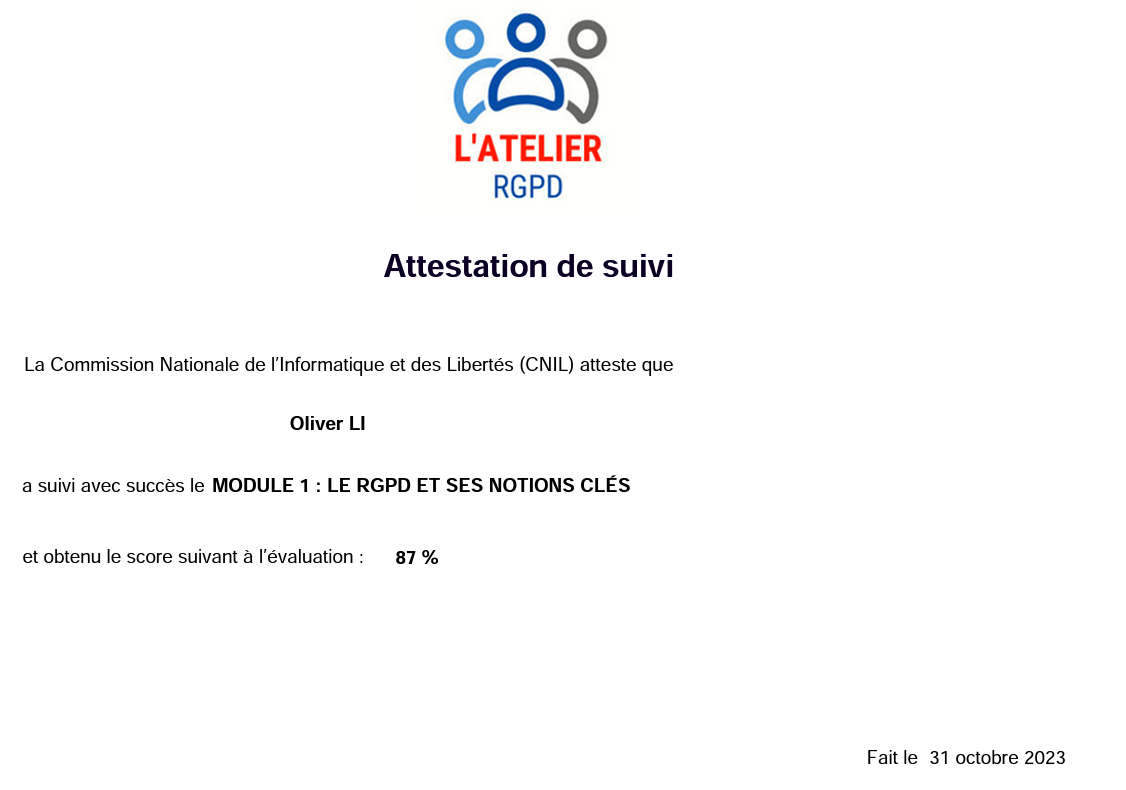 L'ATELIER
RGPD
Attestation de suivi
La Commission Nationale de l’Informatique et des Libertés (CNIL) atteste que
Oliver LI
a suivi avec succès le MODULE 1 : LE RGPD ET SES NOTIONS CLÉS
et obtenu le score suivant à l’évaluation : 87 %
Fait le 31 octobre 2023